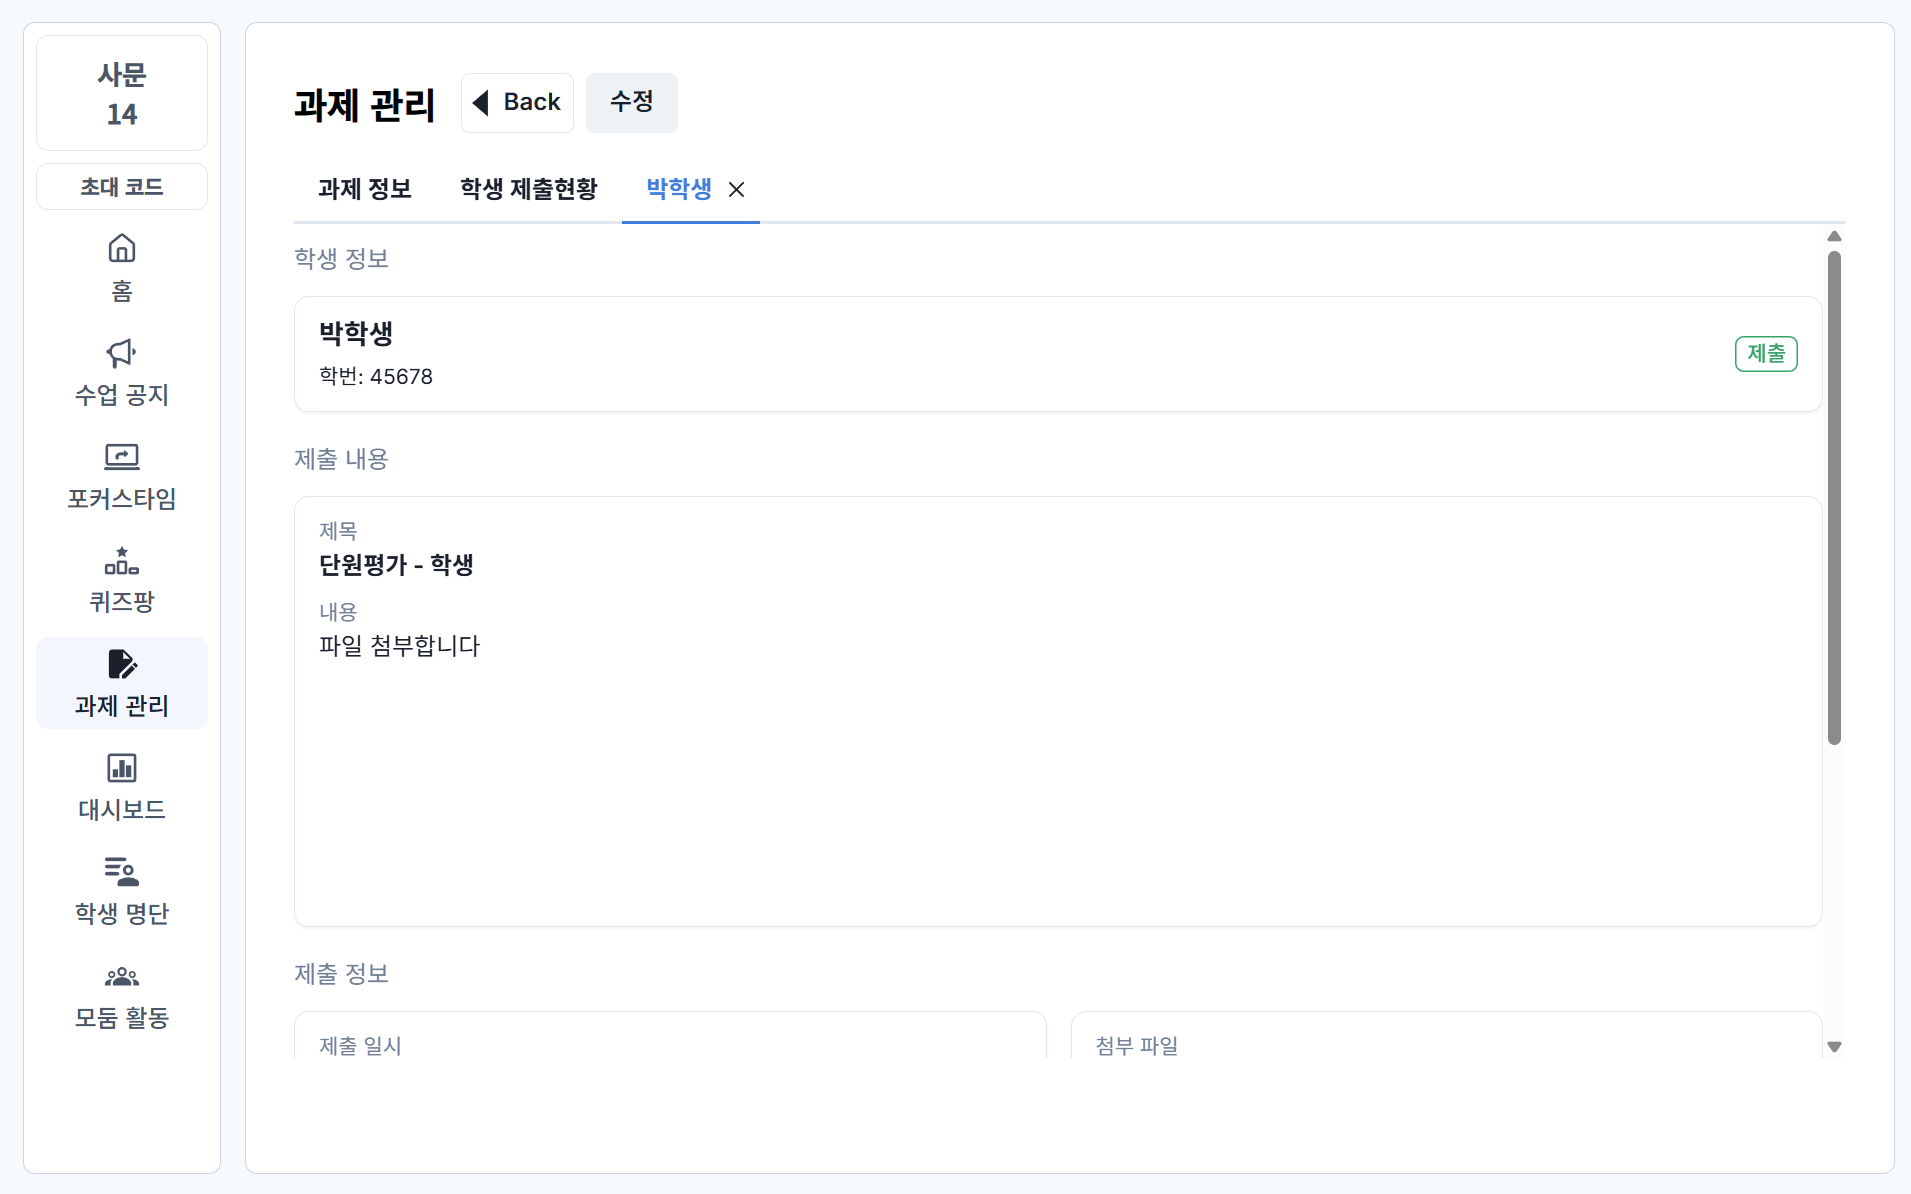 사문
14
초대 코드
홈
수업 공지
포커스타임
퀴즈팡
과제 관리
대시보드
학생 명단
모둠 활동
과제 관리
Back
수정
과제 정보
학생 제출현황
박학생
학생 정보
박학생
학번: 45678
제출
제출 내용
제목
단원평가 - 학생
내용
파일 첨부합니다
제출 정보
제출 일시
첨부 파일